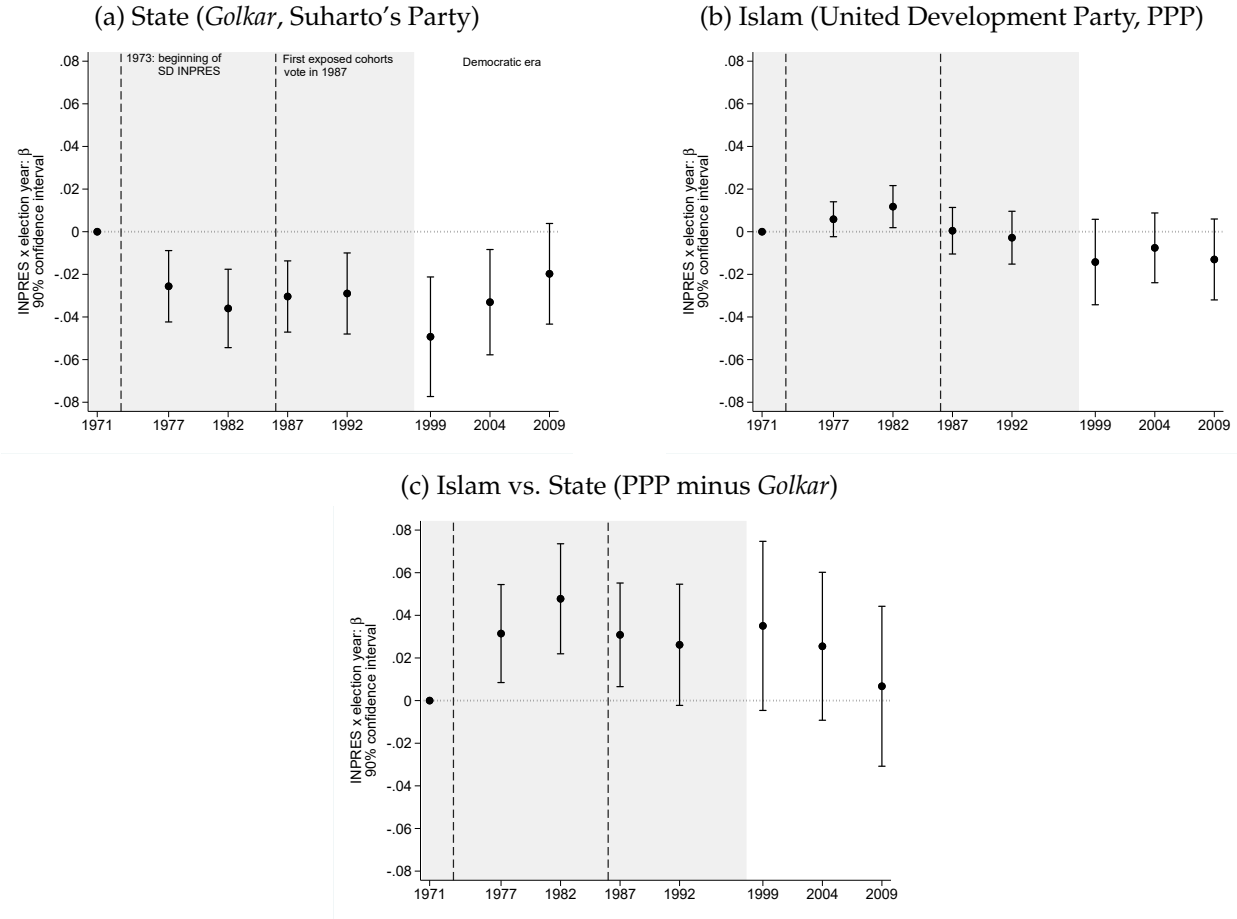 (a) State (Golkar, Suharto's Party)
.08
.06
.04
.02
0
-.02
-.04
-.06
-.08
INPRES x election year: β
90% confidence interval
1973: beginning of
SD INPRES
First exposed cohorts
vote in 1987
Democratic era
1971 1977 1982 1987 1992 1999 2004 2009
(b) Islam (United Development Party, PPP)
.08
.06
.04
.02
0
-.02
-.04
-.06
-.08
INPRES x election year: β
90% confidence interval
1971 1977 1982 1987 1992 1999 2004 2009
(c) Islam vs. State (PPP minus Golkar)
.08
.06
.04
.02
0
-.02
-.04
-.06
-.08
INPRES x election year: β
90% confidence interval
1971 1977 1982 1987 1992 1999 2004 2009